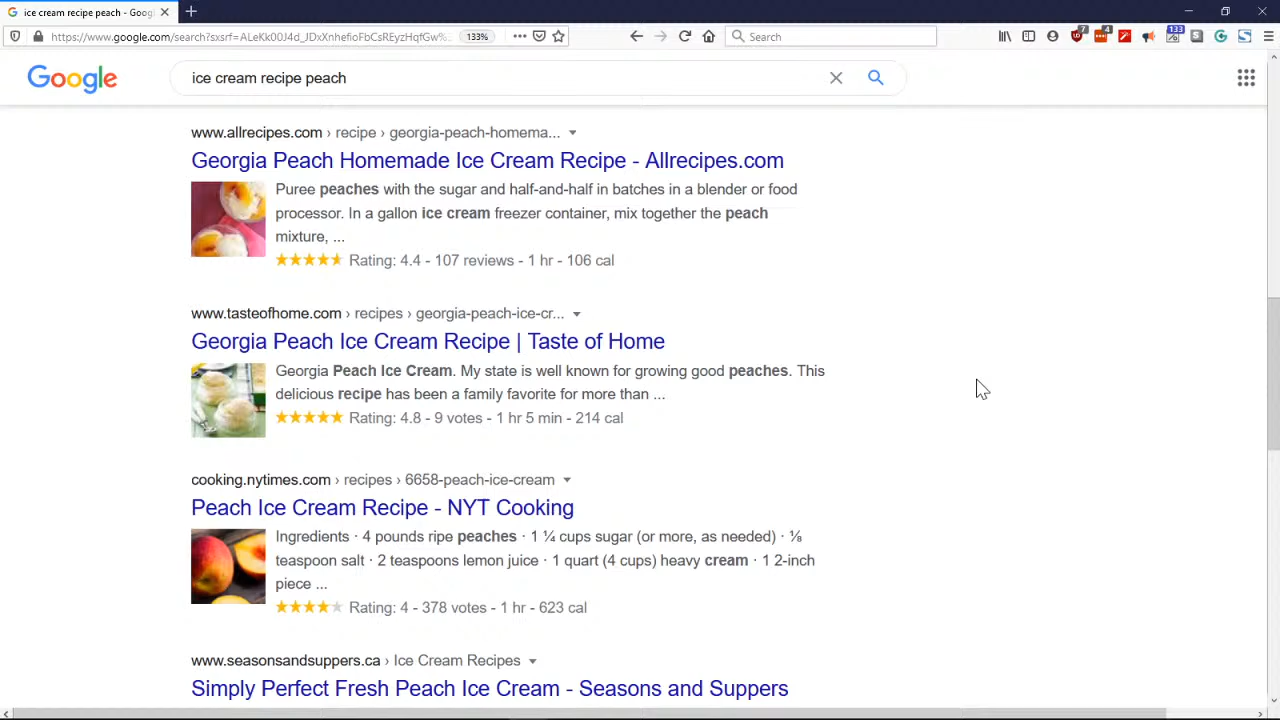 ice cream recipe peach - Goog
https://www.google.com/search?sxsrf=ALeKk00J4d_JDxXnhefioFbCsREyzHqfGw%
133%
Search
7
4
133
Google
ice cream recipe peach
www.allrecipes.com › recipe › georgia-peach-homema...
Georgia Peach Homemade Ice Cream Recipe - Allrecipes.com
Puree peaches with the sugar and half-and-half in batches in a blender or food
processor. In a gallon ice cream freezer container, mix together the peach
mixture, ...
Rating: 4.4 - 107 reviews - 1 hr - 106 cal
www.tasteofhome.com › recipes › georgia-peach-ice-cr...
Georgia Peach Ice Cream Recipe | Taste of Home
Georgia Peach Ice Cream. My state is well known for growing good peaches. This
delicious recipe has been a family favorite for more than ...
Rating: 4.8 - 9 votes - 1 hr 5 min - 214 cal
cooking.nytimes.com › recipes › 6658-peach-ice-cream
Peach Ice Cream Recipe - NYT Cooking
Ingredients · 4 pounds ripe peaches · 1 ¼ cups sugar (or more, as needed) · ⅛
teaspoon salt · 2 teaspoons lemon juice · 1 quart (4 cups) heavy cream · 1 2-inch
piece ...
Rating: 4 - 378 votes - 1 hr - 623 cal
www.seasonsandsuppers.ca › Ice Cream Recipes
Simply Perfect Fresh Peach Ice Cream - Seasons and Suppers